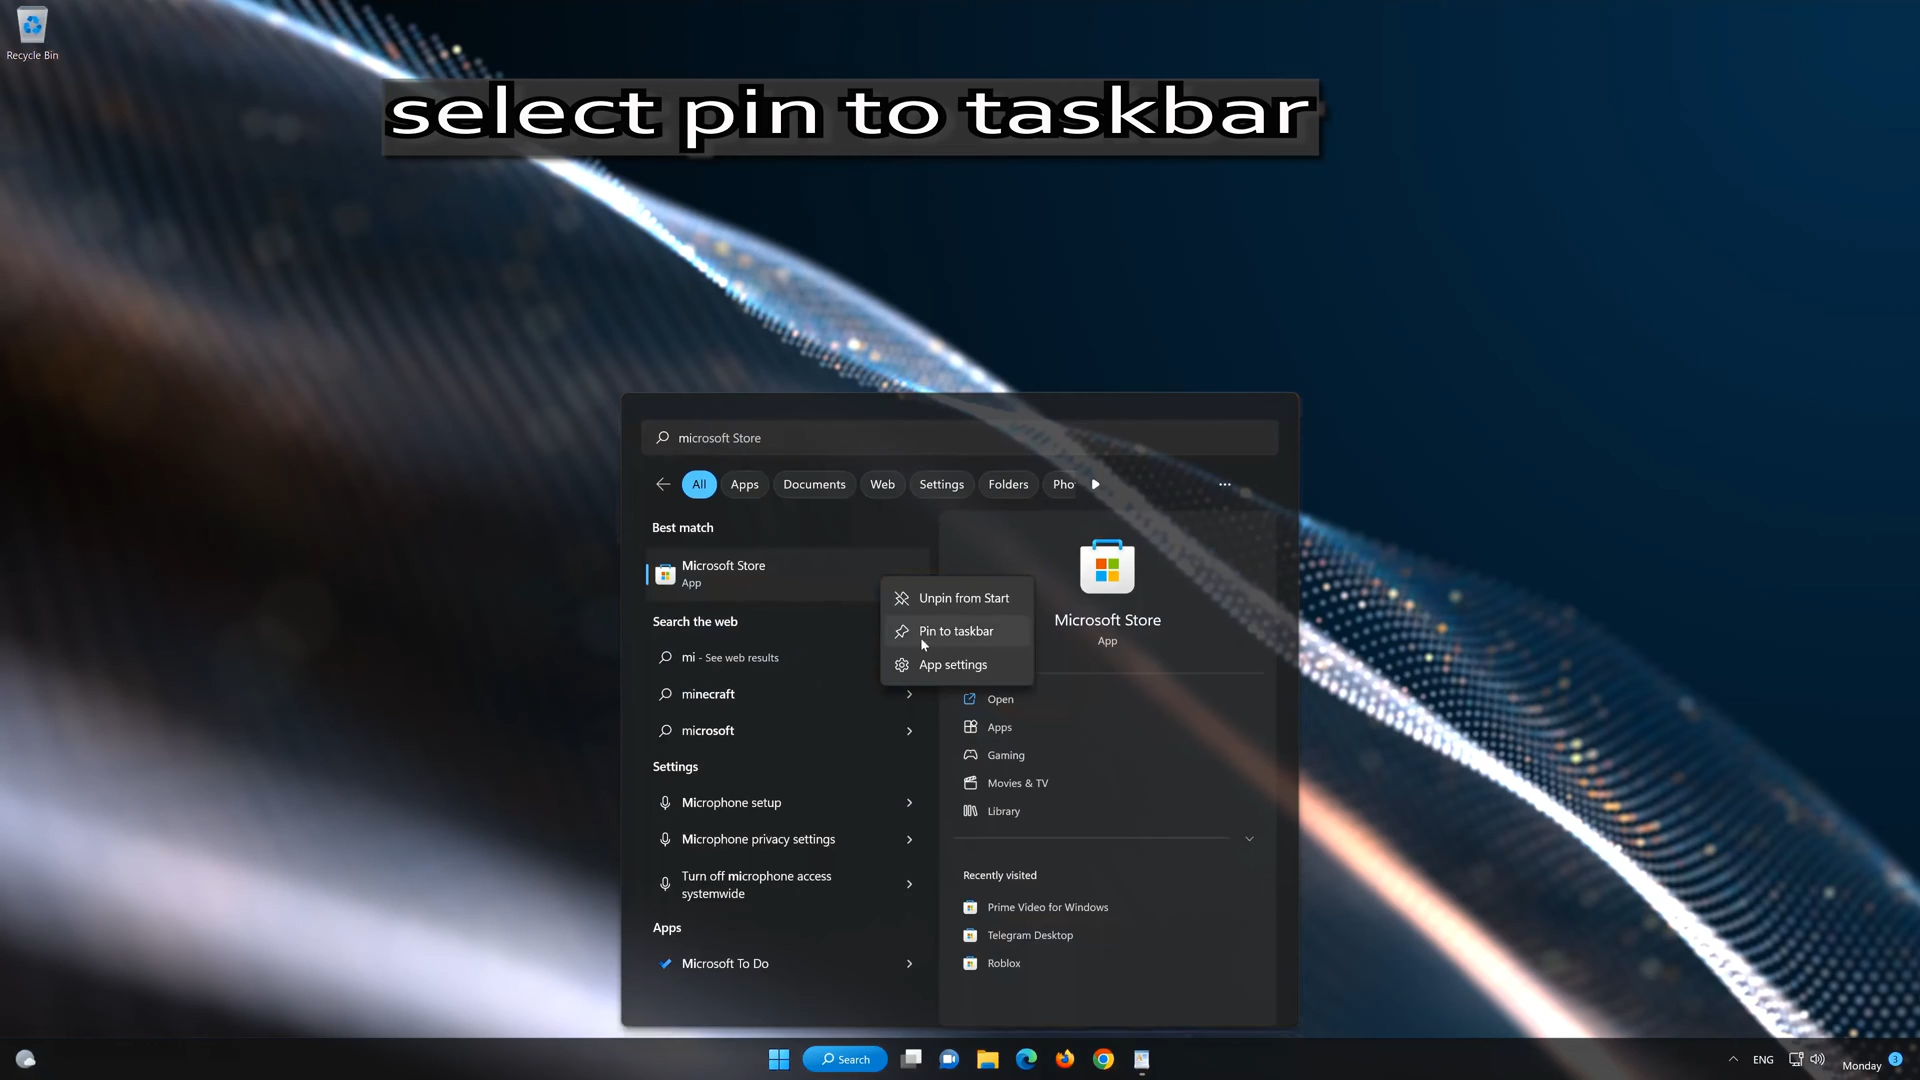 Recycle Bin
select pin to taskbar
microsoft Store
All
Apps
Documents
Web
Settings
Folders
Pho
Best match
Microsoft Store
App
Search the web
mi - See web results
minecraft
microsoft
Settings
Microphone setup
Microphone privacy settings
Turn off microphone access
systemwide
Apps
Microsoft To Do
Unpin from Start
Pin to taskbar
App settings
Microsoft Store
App
Open
Apps
Gaming
Movies & TV
Library
Recently visited
Prime Video for Windows
Telegram Desktop
Roblox
Search
ENG
Monday
3